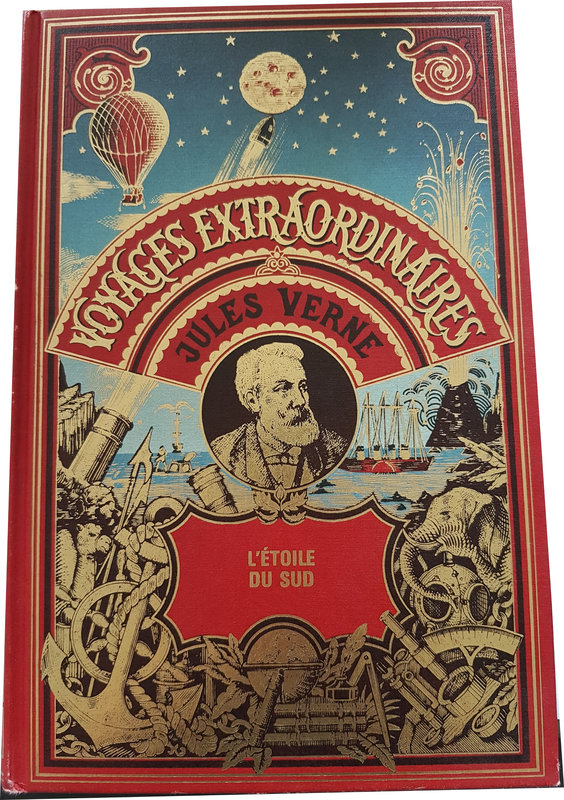 VOYAGES EXTRAORDINAIRES
JULES VERNE
L'ÉTOILE
DU SUD